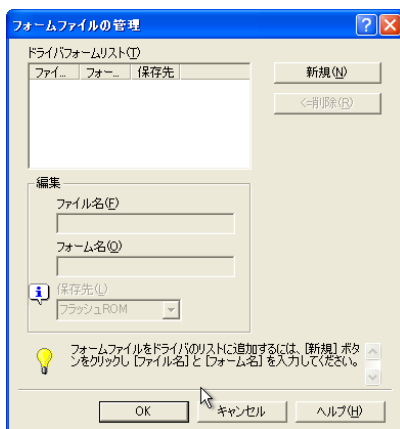 フォームファイルの管理
ドライバフォームリスト(T)
ファイ... フォー... 保存先
新規(N)
<=削除(R)
編集
ファイル名(F)
フォーム名(O)
保存先(L)
フラッシュROM
フォームファイルをドライバのリストに追加するには、[新規] ボタ
ンをクリックし [ファイル名] と [フォーム名] を入力してください。
OK キャンセル ヘルプ(H)